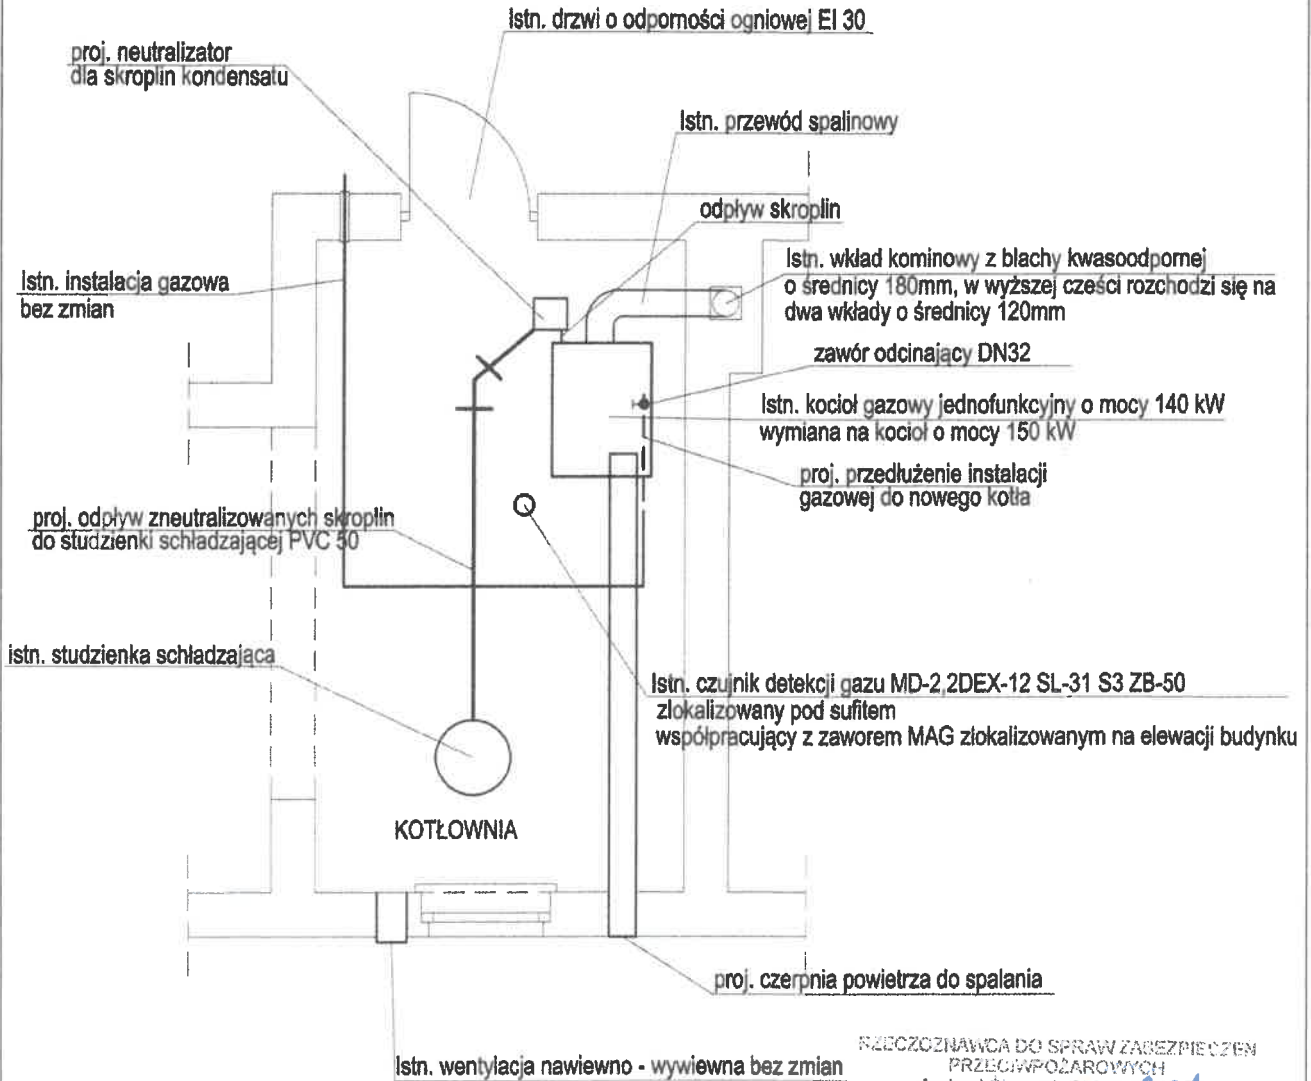 Istn. drzwi o odporności ogniowej EI 30
proj. neutralizator
dla skroplin kondensatu
Istn. przewód spalinowy
odpływ skroplin
Istn. wkład kominowy z blachy kwasoodpornej
o średnicy 180mm, w wyższej cześci rozchodzi się na
dwa wkłady o średnicy 120mm
Istn. instalacja gazowa
bez zmian
zawór odcinający DN32
Istn. kocioł gazowy jednofunkcyjny o mocy 140 kW
wymiana na kocioł o mocy 150 kW
proj. przedłużenie instalacji
gazowej do nowego kotła
proj. odpływ zneutralizowanych skroplin
do studzienki schładzającej PVC 50
istn. studzienka schładzająca
Istn. czujnik detekcji gazu MD-2,2DEX-12 SL-31 S3 ZB-50
zlokalizowany pod sufitem
współpracujący z zaworem MAG zlokalizowanym na elewacji budynku
KOTŁOWNIA
proj. czerpnia powietrza do spalania
Istn. wentylacja nawiewno - wywiewna bez zmian
RZECZOZNAWCA DO SPRAW ZABEZPIECZEŃ
PRZECIWPOŻAROWYCH